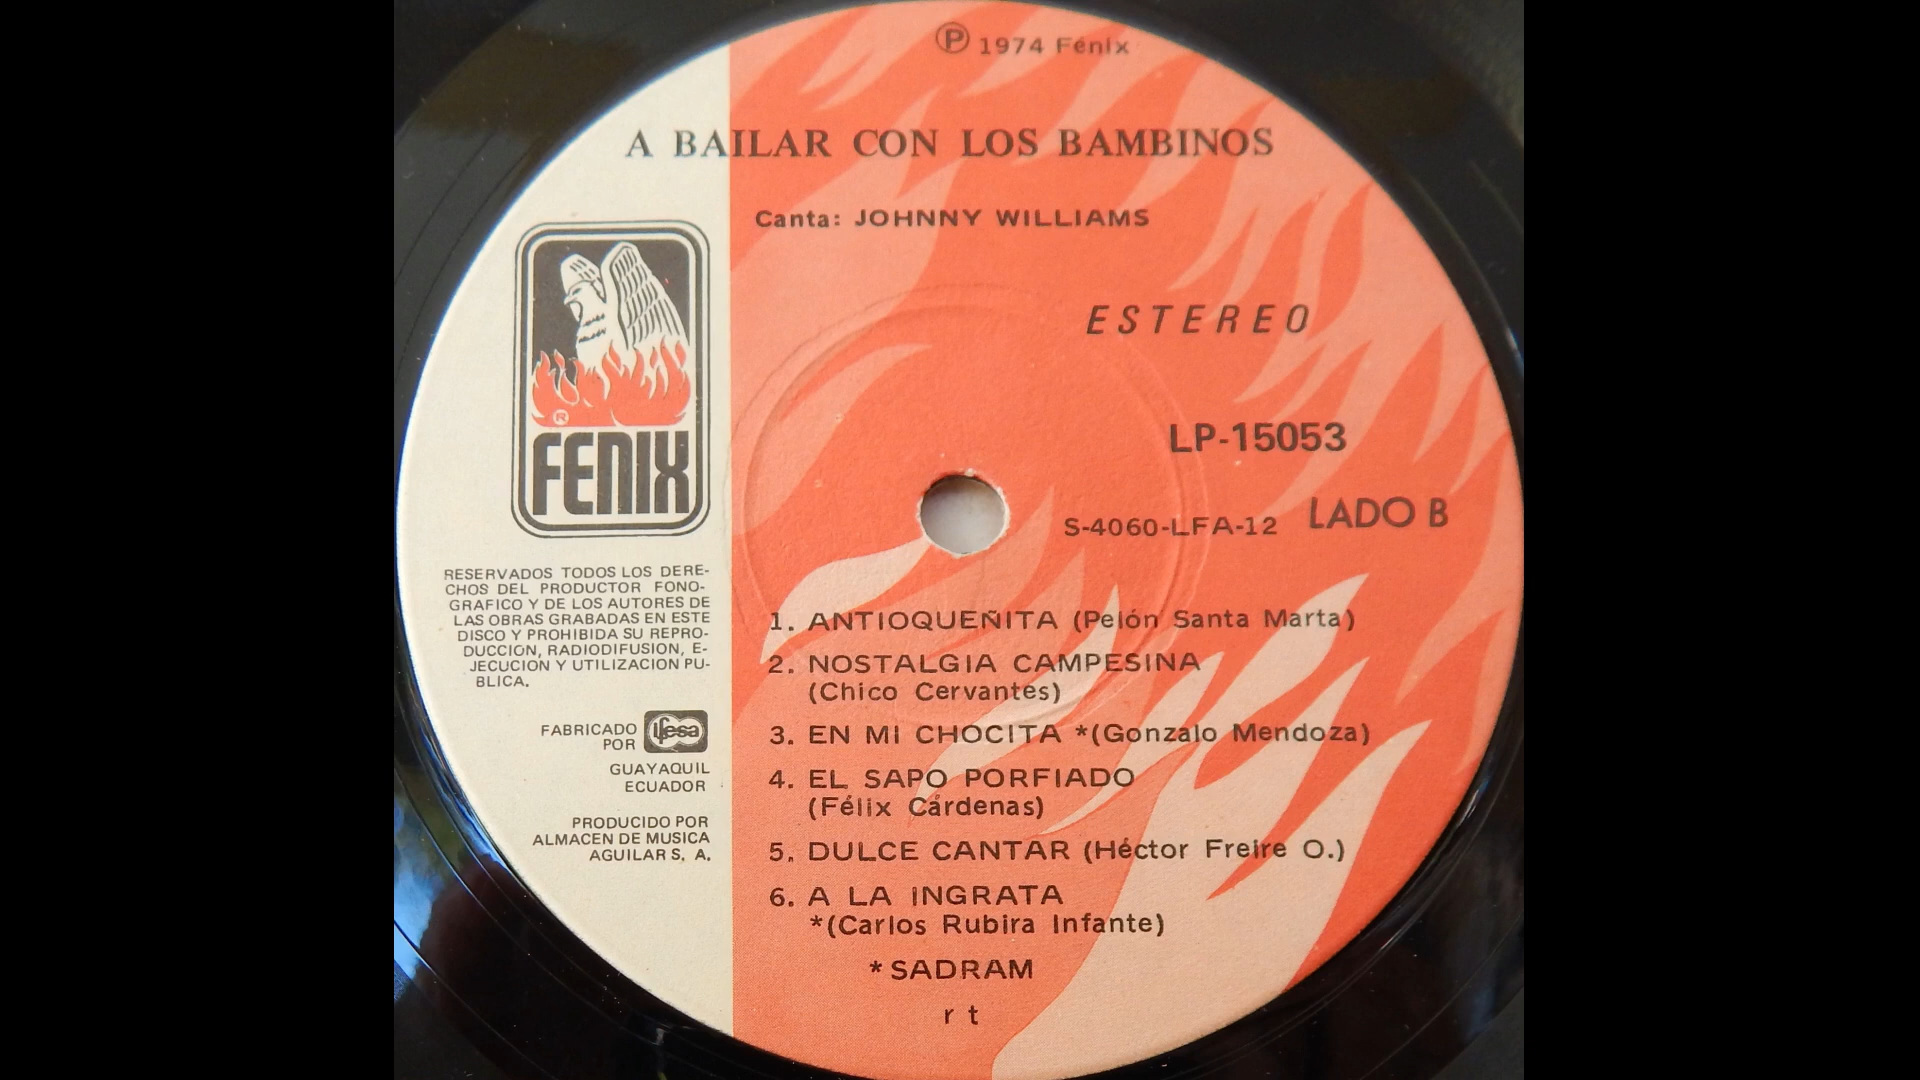 Ⓟ 1974 Fénix
A BAILAR CON LOS BAMBINOS
Canta: JOHNNY WILLIAMS
ESTEREO
®
FENIX
LP-15053
S-4060-LFA-12 LADO B
RESERVADOS TODOS LOS DERE-
CHOS DEL PRODUCTOR FONO-
GRAFICO Y DE LOS AUTORES DE
LAS OBRAS GRABADAS EN ESTE
DISCO Y PROHIBIDA SU REPRO-
DUCCION, RADIODIFUSION, E-
JECUCION Y UTILIZACION PU-
BLICA.
FABRICADO
POR
ifesa
GUAYAQUIL
ECUADOR
PRODUCIDO POR
ALMACEN DE MUSICA
AGUILAR S. A.
1. ANTIOQUEÑITA (Pelón Santa Marta)
2. NOSTALGIA CAMPESINA
(Chico Cervantes)
3. EN MI CHOCITA *(Gonzalo Mendoza)
4. EL SAPO PORFIADO
(Félix Cárdenas)
5. DULCE CANTAR (Héctor Freire O.)
6. A LA INGRATA
*(Carlos Rubira Infante)
*SADRAM
r t